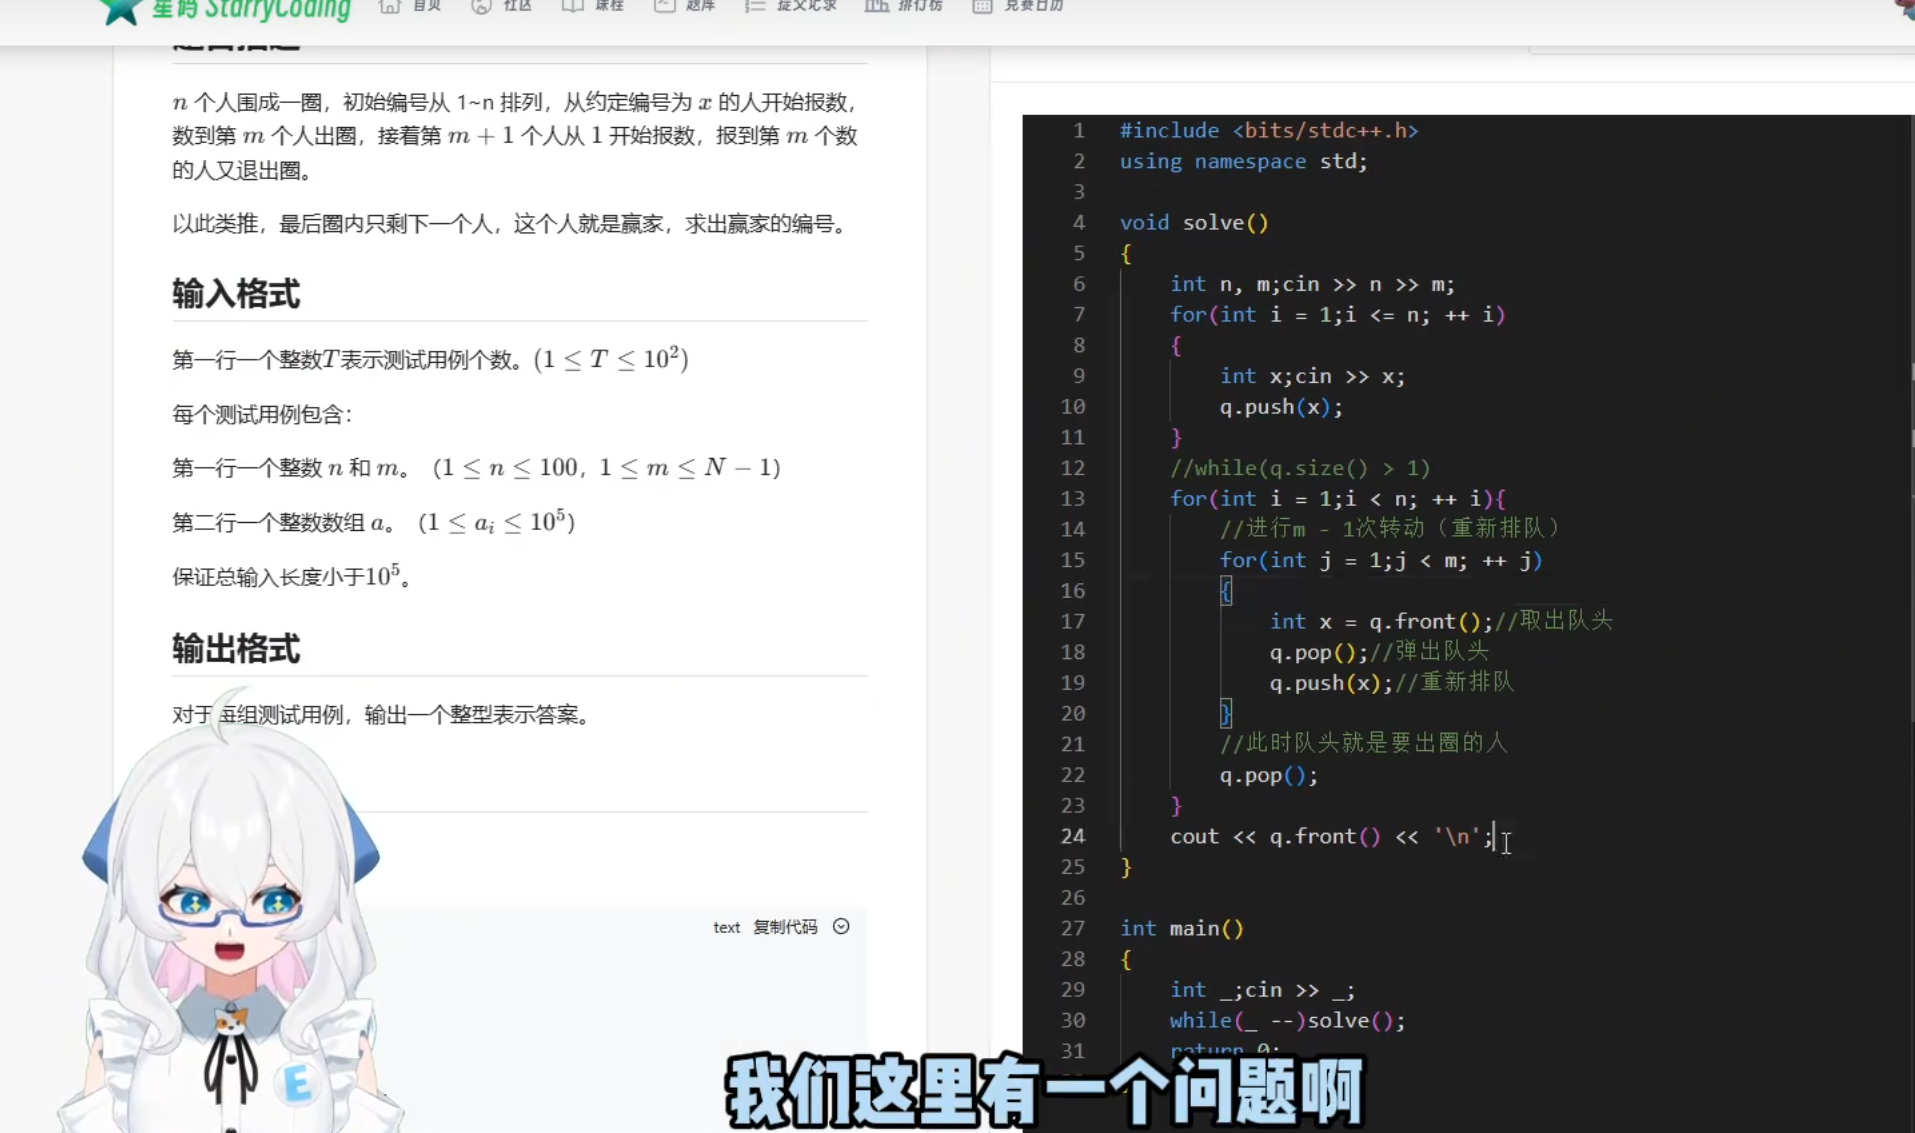 星码 StarryCoding 首页 社区 课程 题库 提交记录 排行榜 竞赛日历
题目描述
n 个人围成一圈，初始编号从 1~n 排列，从约定编号为 x 的人开始报数，
数到第 m 个人出圈，接着第 m + 1 个人从 1 开始报数，报到第 m 个数
的人又退出圈。
以此类推，最后圈内只剩下一个人，这个人就是赢家，求出赢家的编号。
输入格式
第一行一个整数T表示测试用例个数。(1 ≤ T ≤ 10²)
每个测试用例包含：
第一行一个整数 n 和 m。（1 ≤ n ≤ 100，1 ≤ m ≤ N − 1）
第二行一个整数数组 a。（1 ≤ aᵢ ≤ 10⁵）
保证总输入长度小于10⁵。
输出格式
对于每组测试用例，输出一个整型表示答案。
text 复制代码
1 #include <bits/stdc++.h>
2 using namespace std;
3
4 void solve()
5 {
6 int n, m;cin >> n >> m;
7 for(int i = 1;i <= n; ++ i)
8 {
9 int x;cin >> x;
10 q.push(x);
11 }
12 //while(q.size() > 1)
13 for(int i = 1;i < n; ++ i){
14 //进行m - 1次转动（重新排队）
15 for(int j = 1;j < m; ++ j)
16 {
17 int x = q.front();//取出队头
18 q.pop();//弹出队头
19 q.push(x);//重新排队
20 }
21 //此时队头就是要出圈的人
22 q.pop();
23 }
24 cout << q.front() << '\n';
25 }
26
27 int main()
28 {
29 int _;cin >> _;
30 while(_ --)solve();
31 return 0;
E
我们这里有一个问题啊